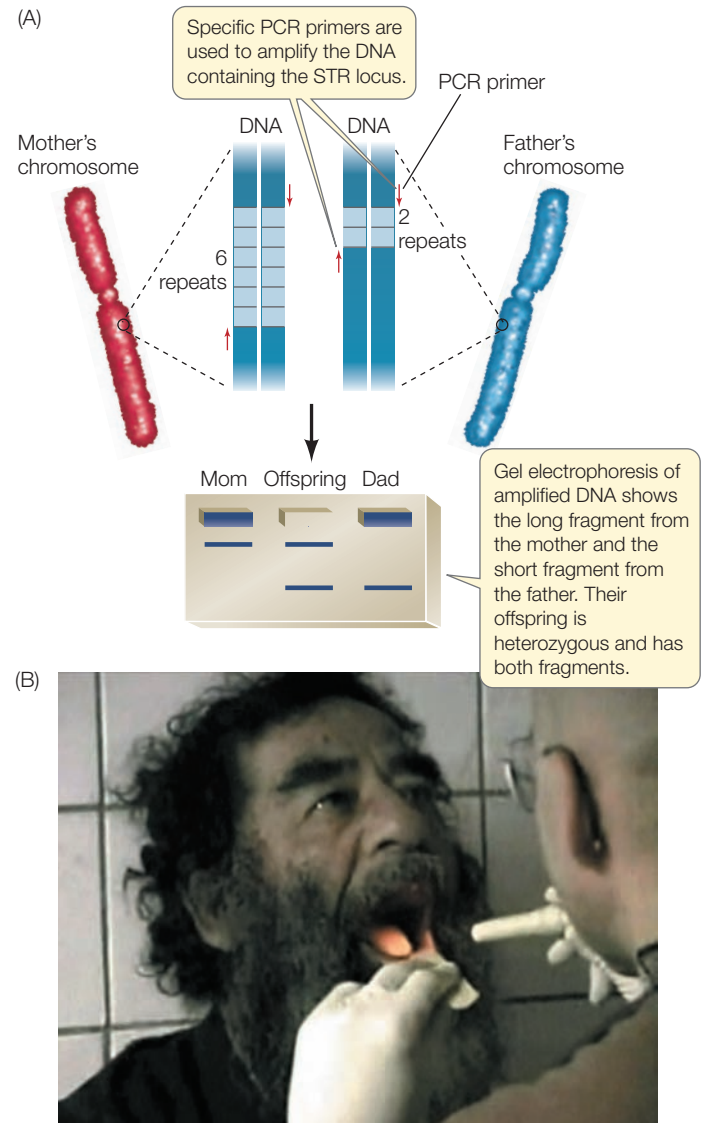 (A)
Specific PCR primers are
used to amplify the DNA
containing the STR locus.
PCR primer
DNA
DNA
Mother's
chromosome
Father's
chromosome
2
repeats
6
repeats
Mom Offspring Dad
Gel electrophoresis of
amplified DNA shows
the long fragment from
the mother and the
short fragment from
the father. Their
offspring is
heterozygous and has
both fragments.
(B)